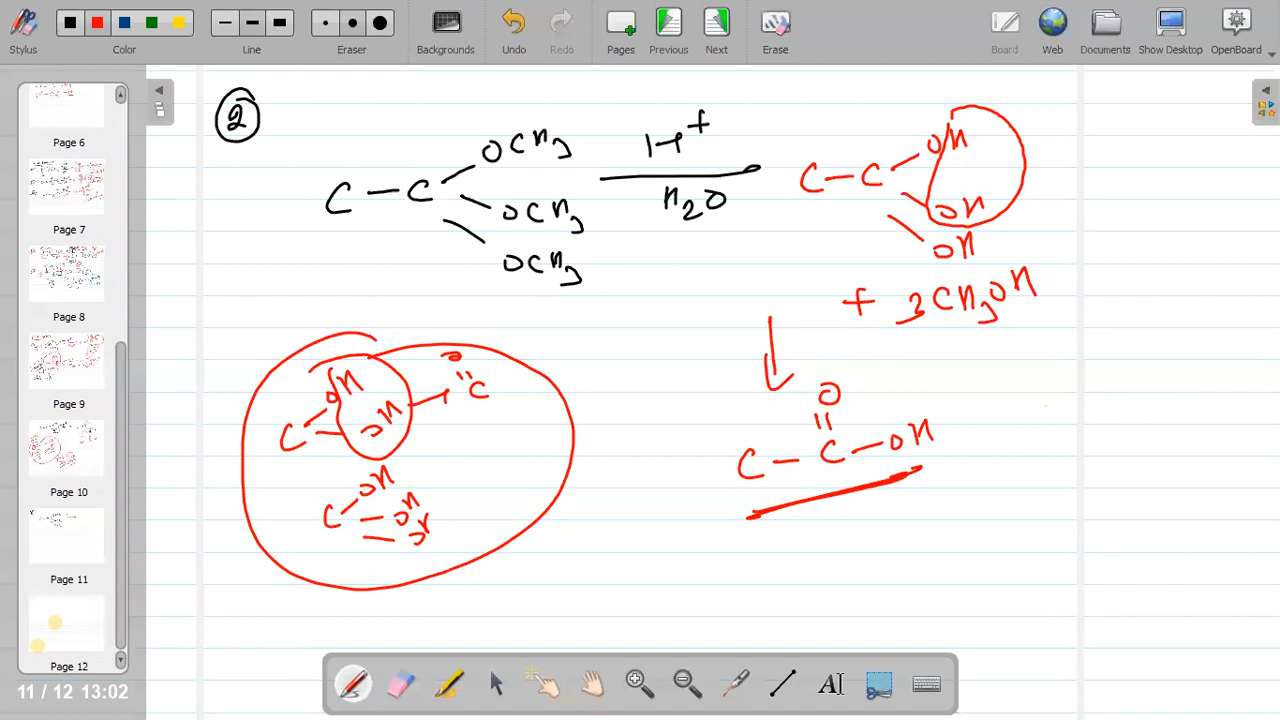 Stylus
Color
Line
Eraser
Backgrounds
Undo
Redo
Pages
Previous
Next
Erase
Board
Web
Documents
Show Desktop
OpenBoard
Page 6
Page 7
Page 8
Page 9
Page 10
Page 11
Page 12
11 / 12 13:02
2
OCH3
C – C OCH3
OCH3
H+
H2O
OH
C – C OH
OH
+ 3CH3OH
O
C – C – OH
OH
C OH
O
C
OH
C OH